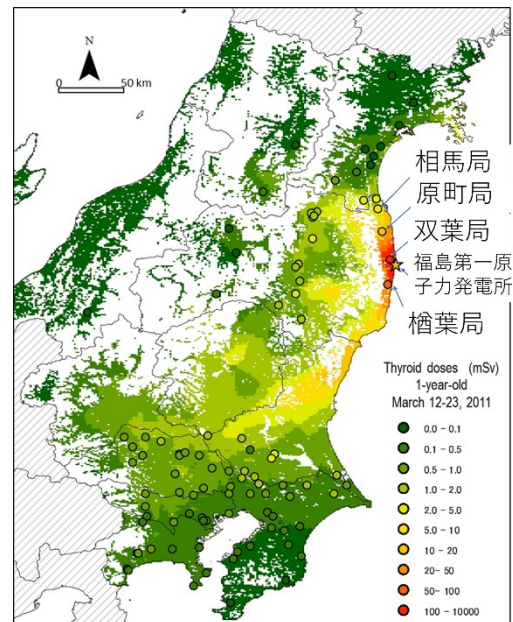 N
0 50 km
相馬局
原町局
双葉局
福島第一原
子力発電所
楢葉局
Thyroid doses (mSv)
1-year-old
March 12-23, 2011
0.0 - 0.1
0.1 - 0.5
0.5 - 1.0
1.0 - 2.0
2.0 - 5.0
5.0 - 10
10 - 20
20- 50
50- 100
100 - 10000